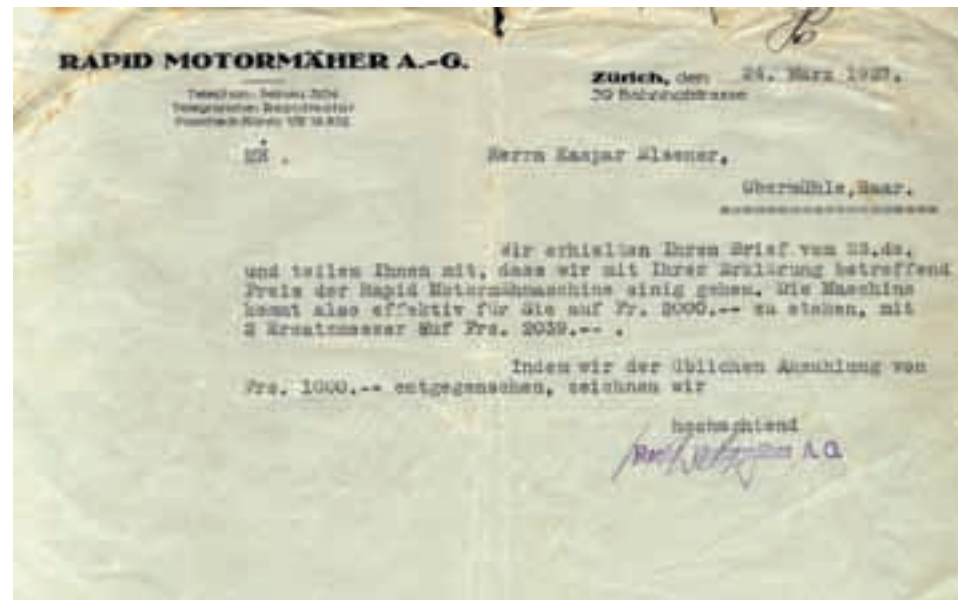 RAPID MOTORMÄHER A.-G.
Zürich, den 24. März 1927.
39 Bahnhofstrasse
Herrn Kaspar Elsener,
Obermühle, Baar.
Wir erhielten Ihren Brief vom 23.ds.
und teilen Ihnen mit, dass wir mit Ihrer Erklärung betreffend
Preis der Rapid Motormähmaschine einig gehen. Die Maschine
kommt also effektiv für Sie auf Fr. 2000.-- zu stehen, mit
2 Ersatzmesser auf Frs. 2039.-- .
Indem wir der üblichen Anzahlung von
Frs. 1000.-- entgegensehen, zeichnen wir
hochachtend
A.G.